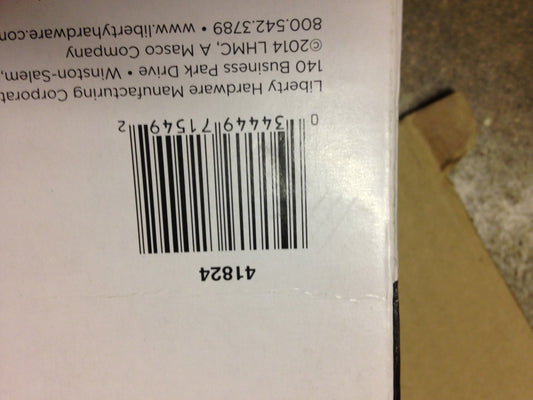 41824
0 34449 71549 2
Liberty Hardware Manufacturing Corporat
140 Business Park Drive • Winston-Salem,
©2014 LHMC, A Masco Company
800.542.3789 • www.libertyhardware.com